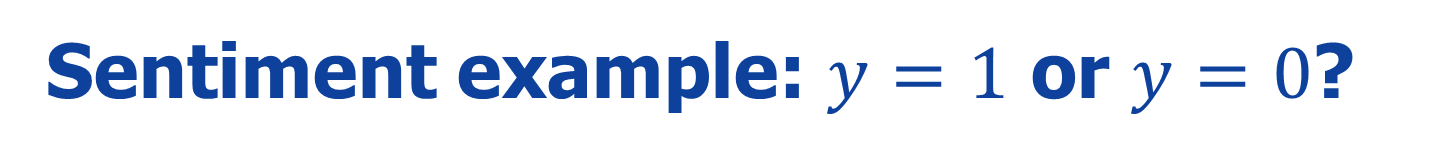 Sentiment example: y = 1 or y = 0?